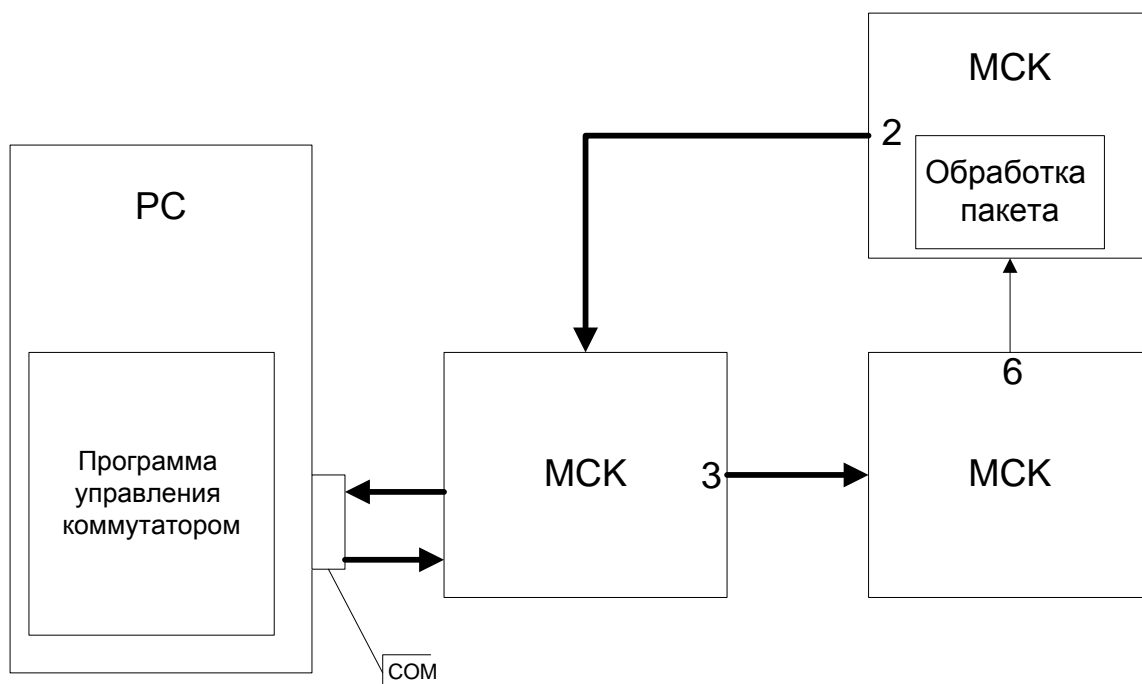 МСК
2
Обработка
пакета
PC
6
МСК
3
МСК
Программа
управления
коммутатором
COM